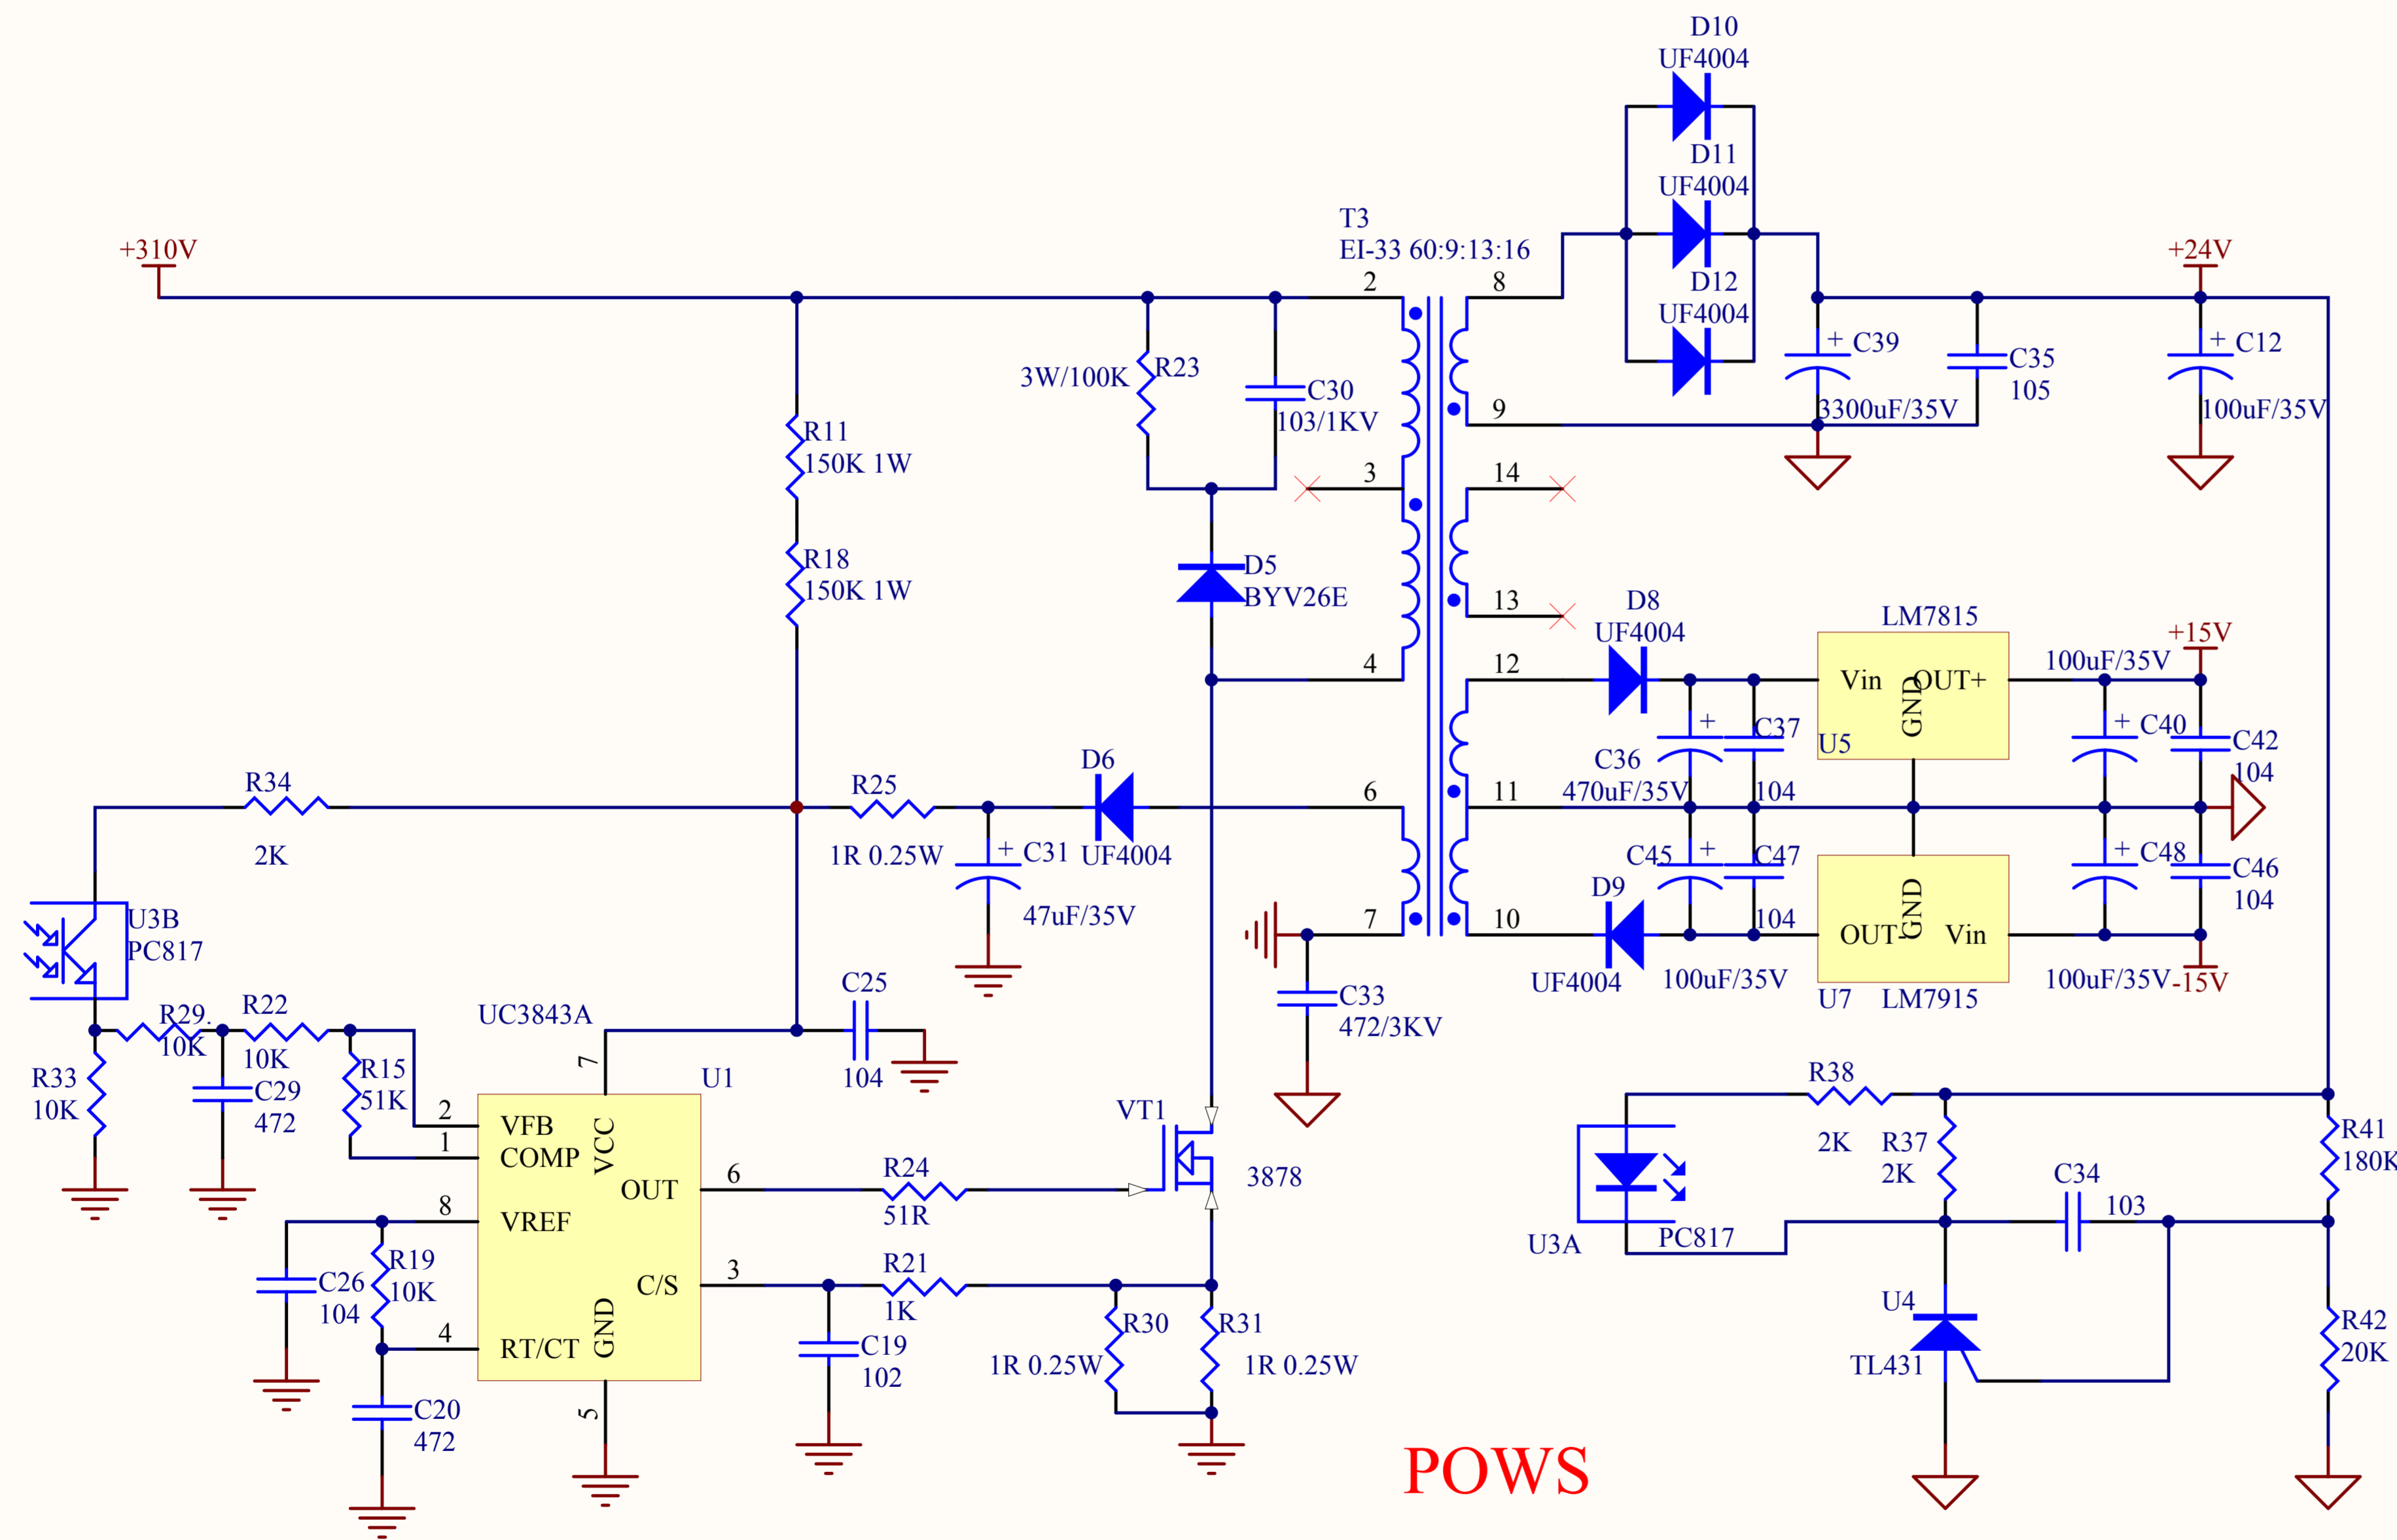 D10
UF4004
D11
UF4004
D12
UF4004
T3
EI-33 60:9:13:16
+310V
+24V
2
8
3W/100K
R23
C30
103/1KV
+
C39
3300uF/35V
C35
105
+
C12
100uF/35V
9
R11
150K 1W
3
14
R18
150K 1W
D5
BYV26E
13
D8
UF4004
LM7815
+15V
4
12
100uF/35V
Vin
OUT+
GND
U5
+
C37
C36
470uF/35V
104
+
C40
C42
104
R34
2K
R25
1R 0.25W
D6
UF4004
6
11
+
C31
47uF/35V
C45
+
C47
104
+
C48
C46
104
D9
UF4004
100uF/35V
7
10
OUT-
GND
Vin
U7
LM7915
100uF/35V
-15V
U3B
PC817
R29.
10K
R22
10K
R15
51K
R33
10K
C29
472
UC3843A
C25
104
C33
472/3KV
7
U1
2
VFB
1
COMP
VCC
8
VREF
OUT
6
R24
51R
VT1
3878
R19
10K
C26
104
C/S
3
R21
1K
4
RT/CT
GND
5
C20
472
C19
102
R30
1R 0.25W
R31
1R 0.25W
R38
2K
R37
2K
R41
180K
C34
103
U3A
PC817
U4
TL431
R42
20K
POWS